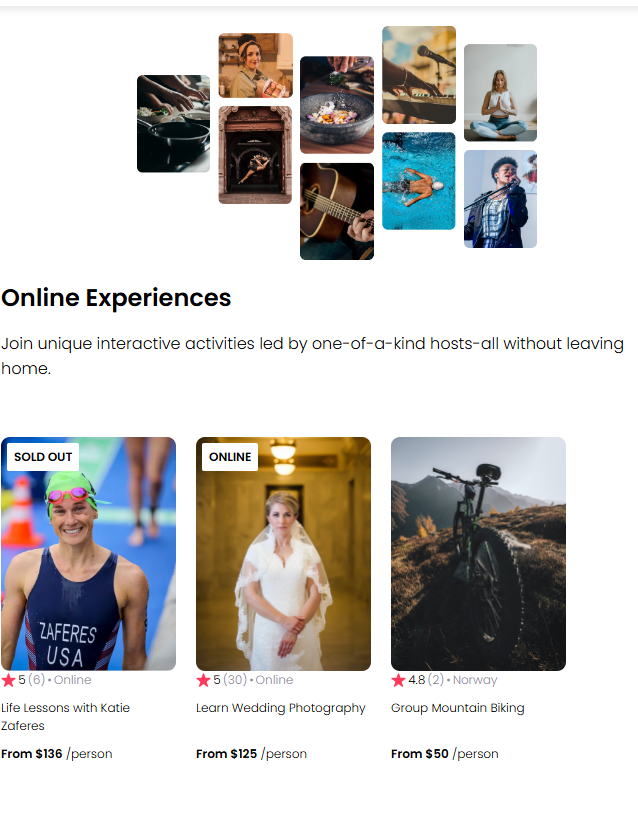 Online Experiences
Join unique interactive activities led by one-of-a-kind hosts-all without leaving
home.
SOLD OUT
ZAFERES
USA
5 (6) • Online
Life Lessons with Katie
Zaferes
From $136 /person
ONLINE
5 (30) • Online
Learn Wedding Photography
From $125 /person
4.8 (2) • Norway
Group Mountain Biking
From $50 /person